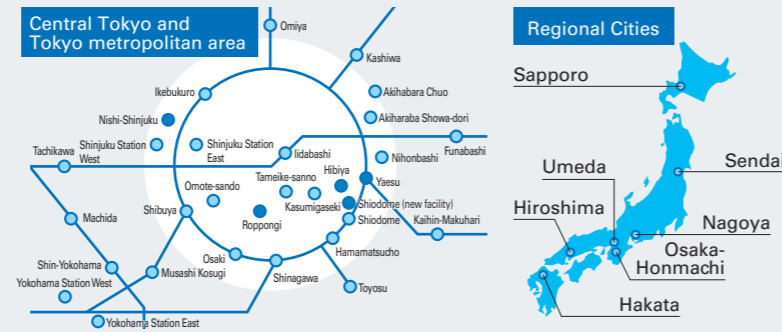 Central Tokyo and
Tokyo metropolitan area
Omiya
Kashiwa
Ikebukuro
Akihabara Chuo
Nishi-Shinjuku
Akiharaba Showa-dori
Tachikawa
Shinjuku Station
West
Shinjuku Station
East
Iidabashi
Funabashi
Nihonbashi
Hibiya
Tameike-sanno
Yaesu
Omote-sando
Kasumigaseki
Shiodome (new facility)
Shibuya
Roppongi
Shiodome
Machida
Kaihin-Makuhari
Hamamatsucho
Osaki
Shin-Yokohama
Musashi Kosugi
Shinagawa
Yokohama Station West
Toyosu
Yokohama Station East
Regional Cities
Sapporo
Sendai
Umeda
Hiroshima
Nagoya
Osaka-
Honmachi
Hakata